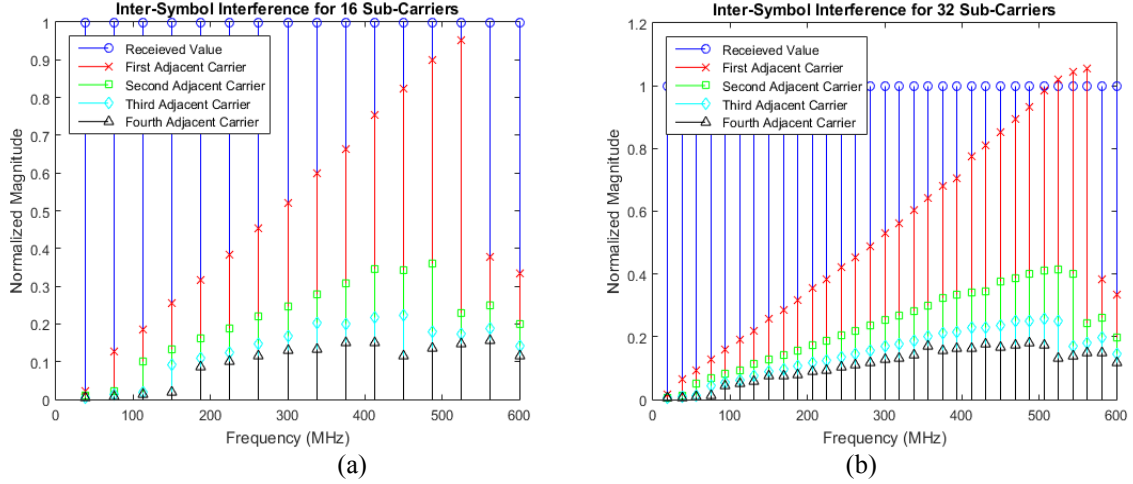 Inter-Symbol Interference for 16 Sub-Carriers
1
0.9
0.8
0.7
0.6
0.5
0.4
0.3
0.2
0.1
0
Normalized Magnitude
Receieved Value
First Adjacent Carrier
Second Adjacent Carrier
Third Adjacent Carrier
Fourth Adjacent Carrier
0 100 200 300 400 500 600
Frequency (MHz)
(a)
Inter-Symbol Interference for 32 Sub-Carriers
1.2
1
0.8
0.6
0.4
0.2
0
Normalized Magnitude
Receieved Value
First Adjacent Carrier
Second Adjacent Carrier
Third Adjacent Carrier
Fourth Adjacent Carrier
0 100 200 300 400 500 600
Frequency (MHz)
(b)